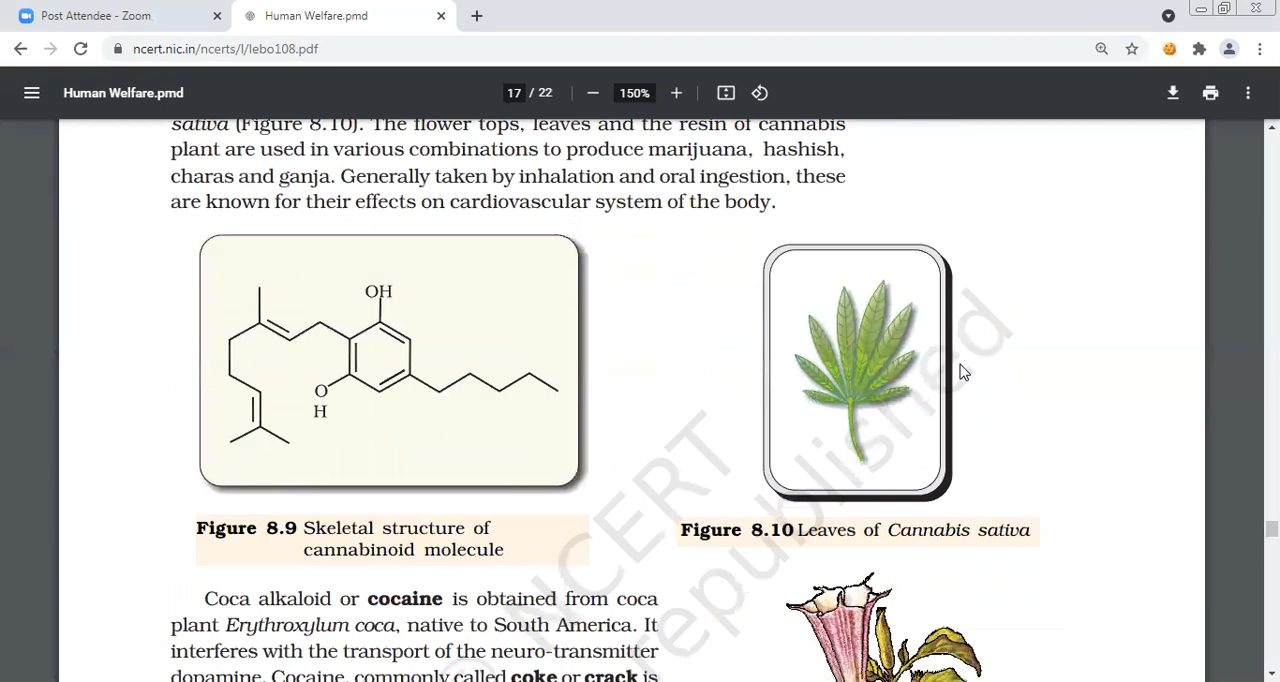 Post Attendee - Zoom
Human Welfare.pmd
ncert.nic.in/ncerts/l/lebo108.pdf
Human Welfare.pmd
17 / 22
150%
sativa (Figure 8.10). The flower tops, leaves and the resin of cannabis
plant are used in various combinations to produce marijuana, hashish,
charas and ganja. Generally taken by inhalation and oral ingestion, these
are known for their effects on cardiovascular system of the body.
OH
O
H
Figure 8.9 Skeletal structure of
cannabinoid molecule
Figure 8.10 Leaves of Cannabis sativa
Coca alkaloid or cocaine is obtained from coca
plant Erythroxylum coca, native to South America. It
interferes with the transport of the neuro-transmitter
dopamine. Cocaine, commonly called coke or crack is
© NCERT
republished